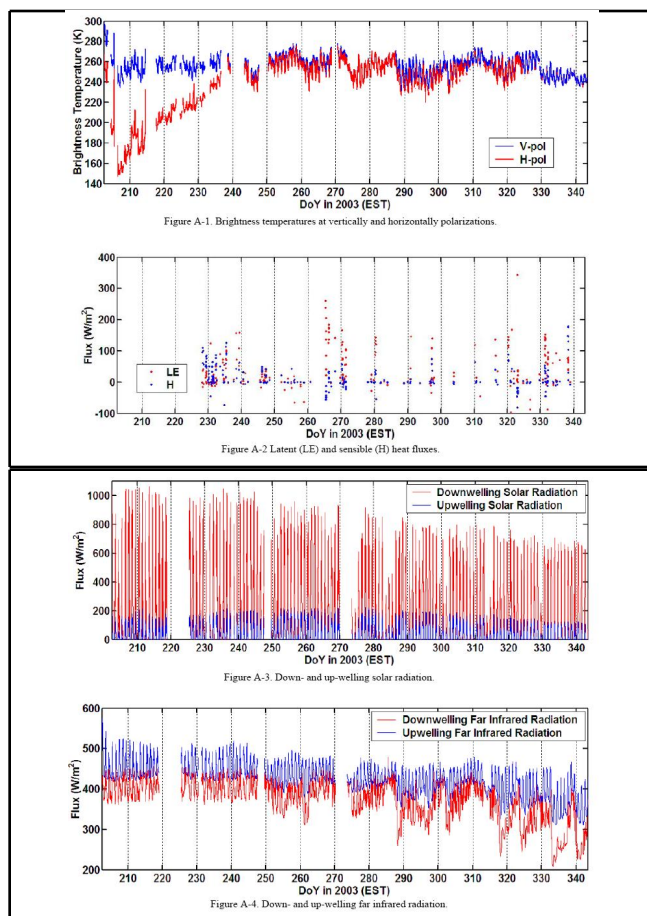 300
280
260
240
220
200
180
160
140
Brightness Temperature (K)
V-pol
H-pol
210 220 230 240 250 260 270 280 290 300 310 320 330 340
DoY in 2003 (EST)
Figure A-1. Brightness temperatures at vertically and horizontally polarizations.
400
300
200
100
0
-100
Flux (W/m²)
LE
H
210 220 230 240 250 260 270 280 290 300 310 320 330 340
DoY in 2003 (EST)
Figure A-2 Latent (LE) and sensible (H) heat fluxes.
1000
800
600
400
200
0
Flux (W/m²)
Downwelling Solar Radiation
Upwelling Solar Radiation
210 220 230 240 250 260 270 280 290 300 310 320 330 340
DoY in 2003 (EST)
Figure A-3. Down- and up-welling solar radiation.
600
500
400
300
200
Flux (W/m²)
Downwelling Far Infrared Radiation
Upwelling Far Infrared Radiation
210 220 230 240 250 260 270 280 290 300 310 320 330 340
DoY in 2003 (EST)
Figure A-4. Down- and up-welling far infrared radiation.